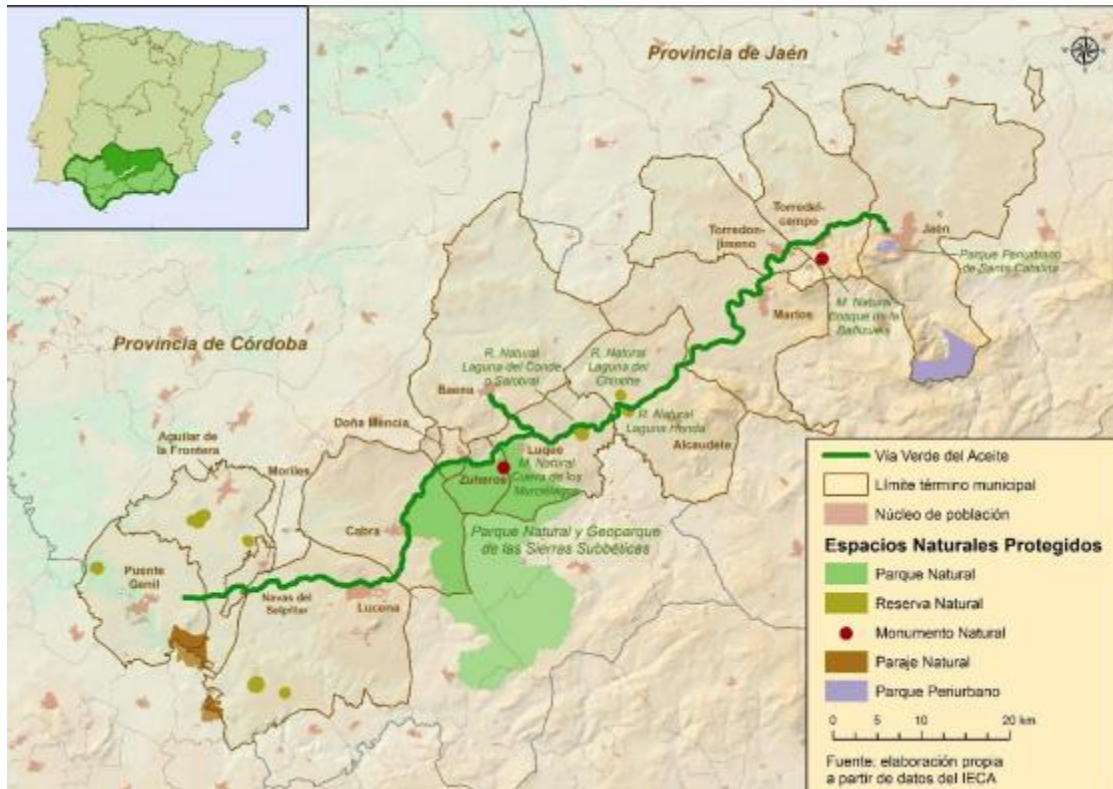 Provincia de Jaén
Torredel-
campo
Torredon-
jimeno
Jaén
Parque Periurbano
de Santa Catalina
Martos
M. Natural
Bosque de la
Bañizuela
Provincia de Córdoba
R. Natural
Laguna del Conde
o Salobral
R. Natural
Laguna del
Chinche
Baena
R. Natural
Laguna Honda
Doña Mencía
Alcaudete
Aguilar de
la Frontera
Luque
Moriles
Zuheros
M. Natural
Cueva de los
Murciélagos
Cabra
Parque Natural y Geoparque
de las Sierras Subbéticas
Puente
Genil
Navas del
Selpillar
Lucena
Vía Verde del Aceite
Límite término municipal
Núcleo de población
Espacios Naturales Protegidos
Parque Natural
Reserva Natural
Monumento Natural
Paraje Natural
Parque Periurbano
0 5 10 20 km
Fuente: elaboración propia
a partir de datos del IECA